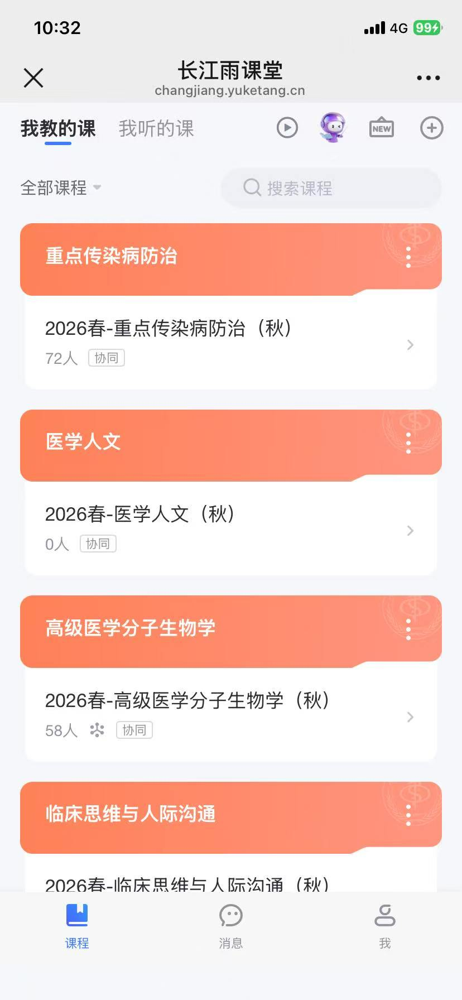 10:32
4G
99
长江雨课堂
changjiang.yuketang.cn
我教的课
我听的课
NEW
全部课程
搜索课程
重点传染病防治
2026春-重点传染病防治（秋）
72人
协同
医学人文
2026春-医学人文（秋）
0人
协同
高级医学分子生物学
2026春-高级医学分子生物学（秋）
58人
协同
临床思维与人际沟通
2026春-临床思维与人际沟通（秋）
课程
消息
我